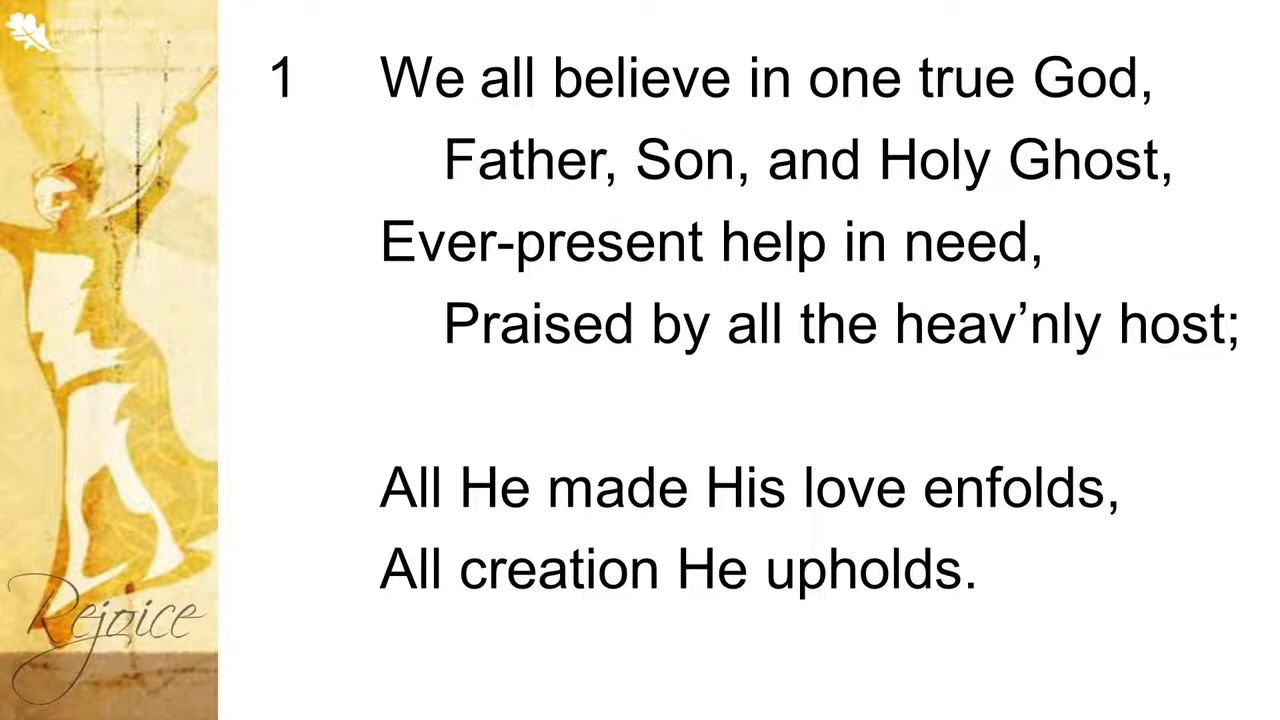 1 We all believe in one true God,
Father, Son, and Holy Ghost,
Ever-present help in need,
Praised by all the heav’nly host;
All He made His love enfolds,
All creation He upholds.
Rejoice